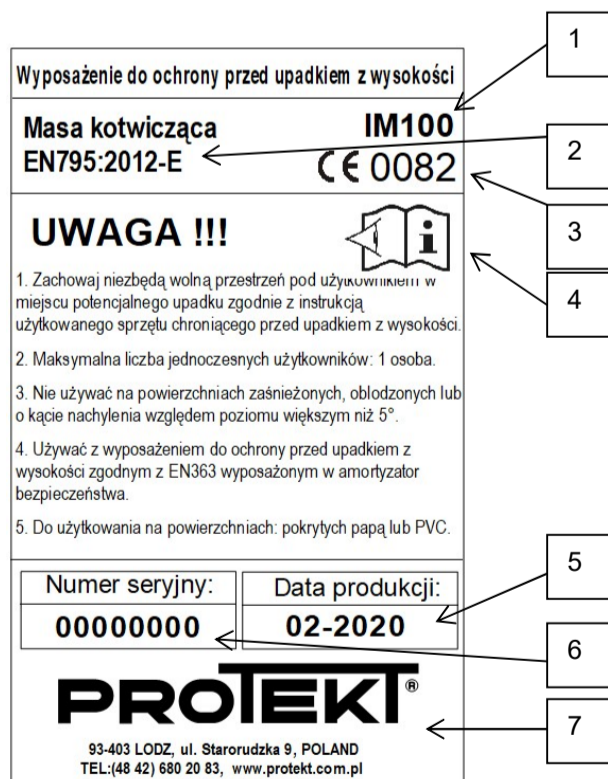 Wyposażenie do ochrony przed upadkiem z wysokości
Masa kotwicząca
IM100
EN795:2012-E
CE 0082
UWAGA !!!
i
1. Zachowaj niezbędą wolną przestrzeń pod użytkownikiem w
miejscu potencjalnego upadku zgodnie z instrukcją
użytkowanego sprzętu chroniącego przed upadkiem z wysokości.
2. Maksymalna liczba jednoczesnych użytkowników: 1 osoba.
3. Nie używać na powierzchniach zaśnieżonych, oblodzonych lub
o kącie nachylenia względem poziomu większym niż 5°.
4. Używać z wyposażeniem do ochrony przed upadkiem z
wysokości zgodnym z EN363 wyposażonym w amortyzator
bezpieczeństwa.
5. Do użytkowania na powierzchniach: pokrytych papą lub PVC.
Numer seryjny:
00000000
Data produkcji:
02-2020
PROTEKT®
93-403 LODZ, ul. Starorudzka 9, POLAND
TEL:(48 42) 680 20 83, www.protekt.com.pl
1
2
3
4
5
6
7